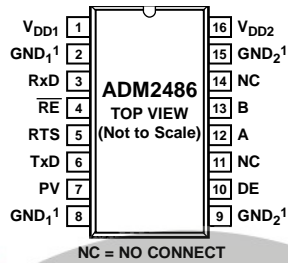 VDD1 1 16 VDD2
GND1¹ 2 15 GND2¹
RxD 3 ADM2486 14 NC
R̅E̅ 4 TOP VIEW 13 B
RTS 5 (Not to Scale) 12 A
TxD 6 11 NC
PV 7 10 DE
GND1¹ 8 9 GND2¹
NC = NO CONNECT